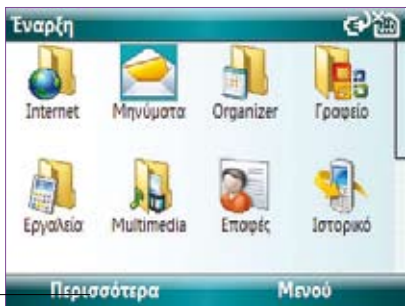 Έναρξη
Internet Μηνύματα Organizer Γραφείο
Εργαλεία Multimedia Επαφές Ιστορικό
Περισσότερα Μενού